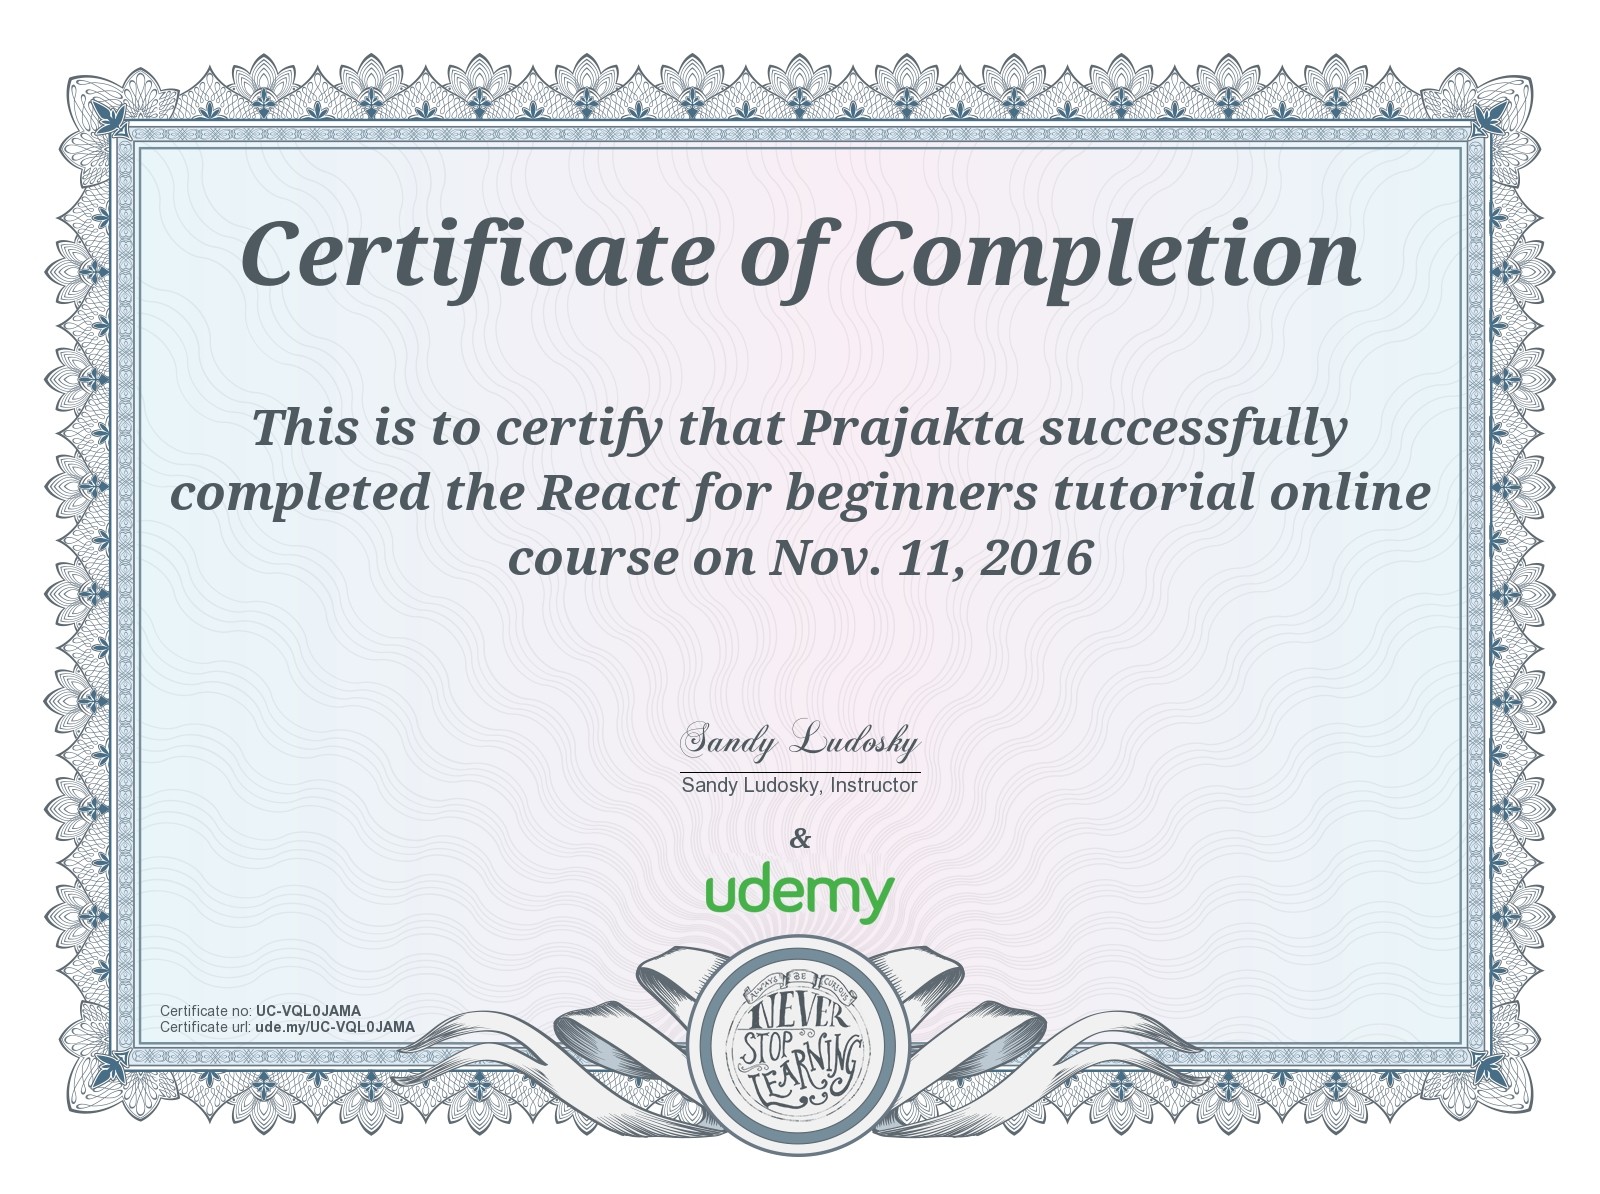 Certificate of Completion
This is to certify that Prajakta successfully
completed the React for beginners tutorial online
course on Nov. 11, 2016
Sandy Ludosky
Sandy Ludosky, Instructor
&
udemy
Certificate no: UC-VQL0JAMA
Certificate url: ude.my/UC-VQL0JAMA
ALWAYS BE CURIOUS
NEVER
STOP
LEARNING